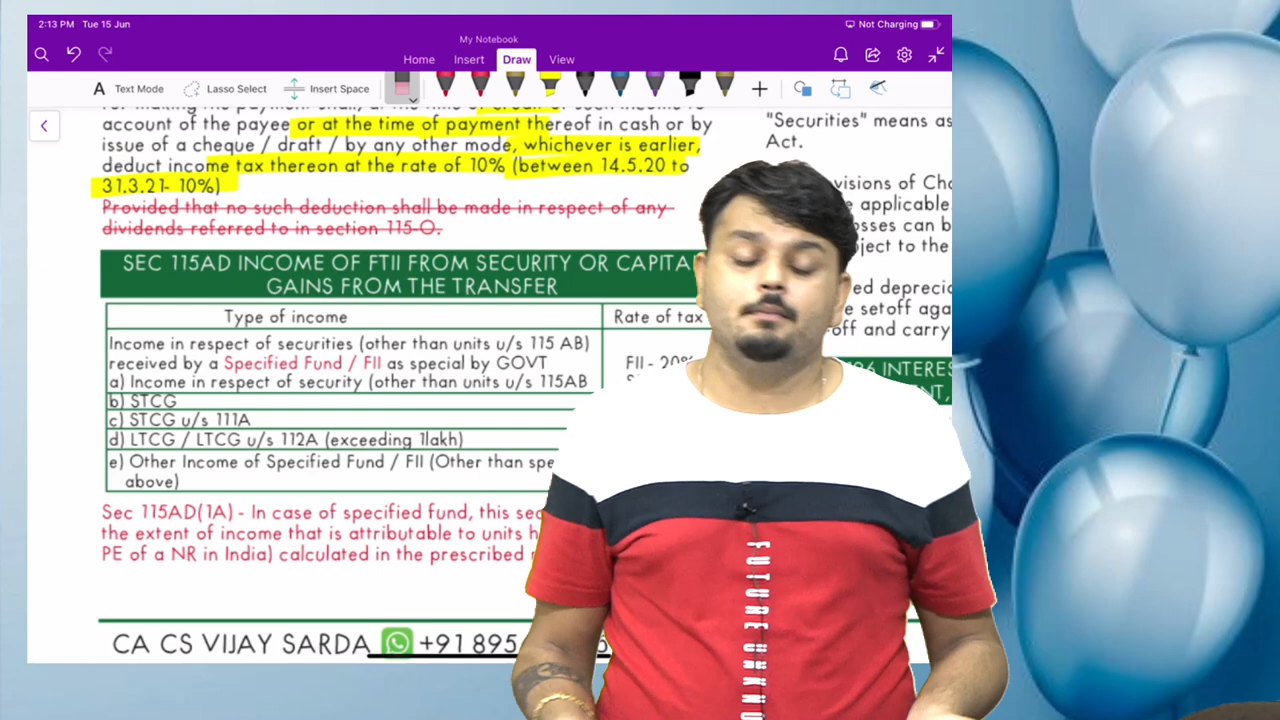 2:13 PM Tue 15 Jun
Not Charging
My Notebook
Home Insert Draw View
Text Mode Lasso Select Insert Space
account of the payee or at the time of payment thereof in cash or by
issue of a cheque / draft / by any other mode, whichever is earlier,
deduct income tax thereon at the rate of 10% (between 14.5.20 to
31.3.21- 10%)
Provided that no such deduction shall be made in respect of any
dividends referred to in section 115-O.
SEC 115AD INCOME OF FTII FROM SECURITY OR CAPITA
GAINS FROM THE TRANSFER
Type of income Rate of tax
Income in respect of securities (other than units u/s 115 AB)
received by a Specified Fund / FII as special by GOVT
FII - 20%
a) Income in respect of security (other than units u/s 115AB
b) STCG
c) STCG u/s 111A
d) LTCG / LTCG u/s 112A (exceeding 1lakh)
e) Other Income of Specified Fund / FII (Other than spe
above)
Sec 115AD(1A) - In case of specified fund, this sec
the extent of income that is attributable to units h
PE of a NR in India) calculated in the prescribed
CA CS VIJAY SARDA +91 895
"Securities" means as
Act.
visions of Cha
applicable
osses can b
ject to the
ed deprecia
e setoff aga
off and carry
INTERES
FUTURE UNKNO